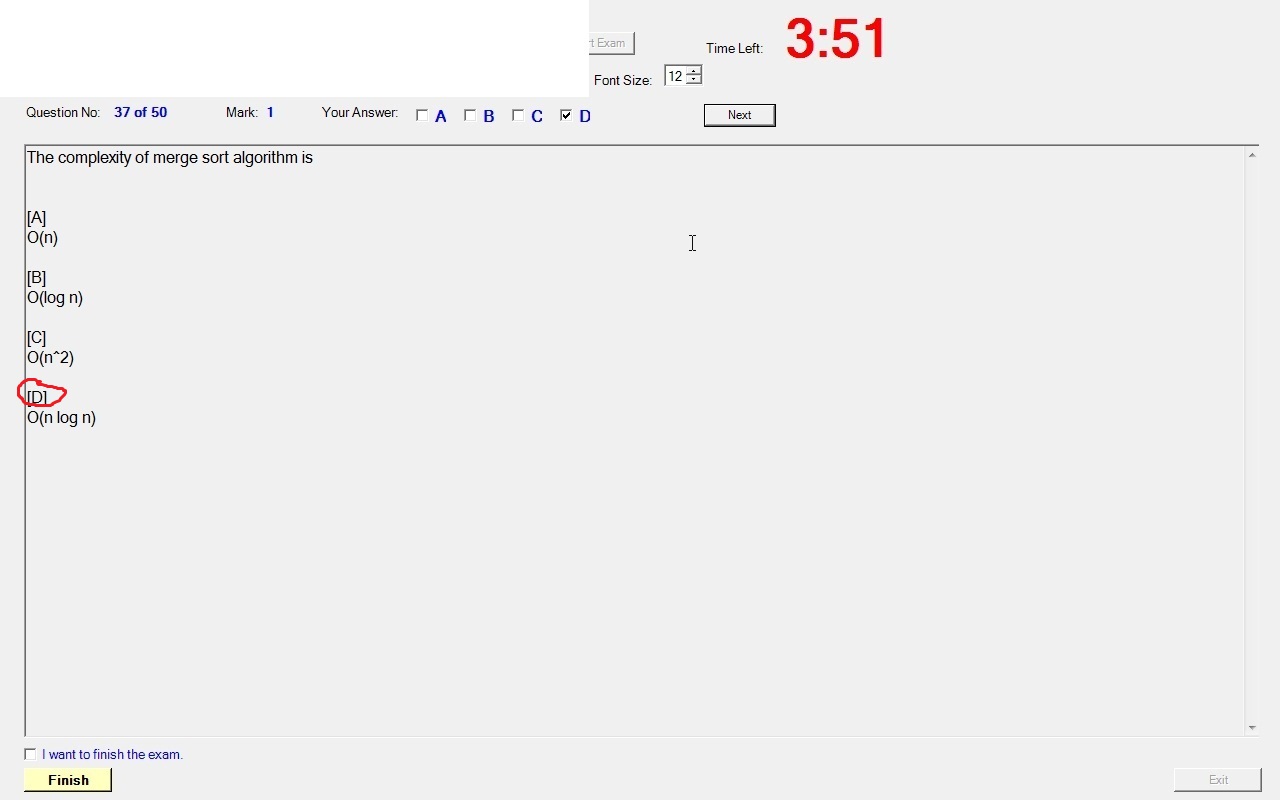 t Exam
Time Left: 3:51
Font Size: 12
Question No: 37 of 50 Mark: 1 Your Answer: A B C D Next
The complexity of merge sort algorithm is
[A]
O(n)
[B]
O(log n)
[C]
O(n^2)
[D]
O(n log n)
I want to finish the exam.
Finish Exit